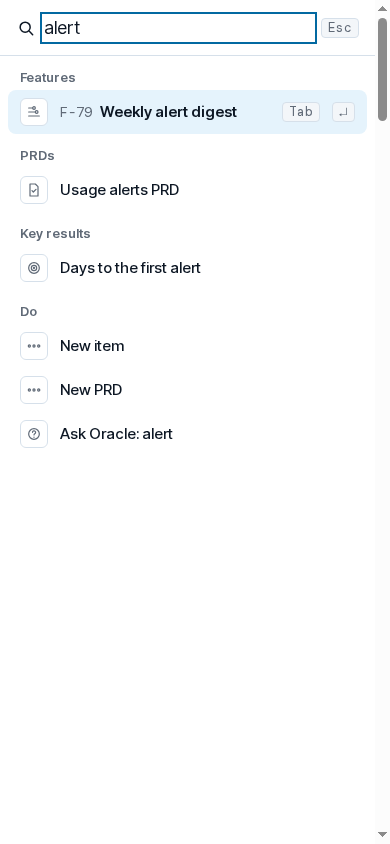 alert
Esc
Features
F-79 Weekly alert digest Tab ↵
PRDs
Usage alerts PRD
Key results
Days to the first alert
Do
New item
New PRD
Ask Oracle: alert